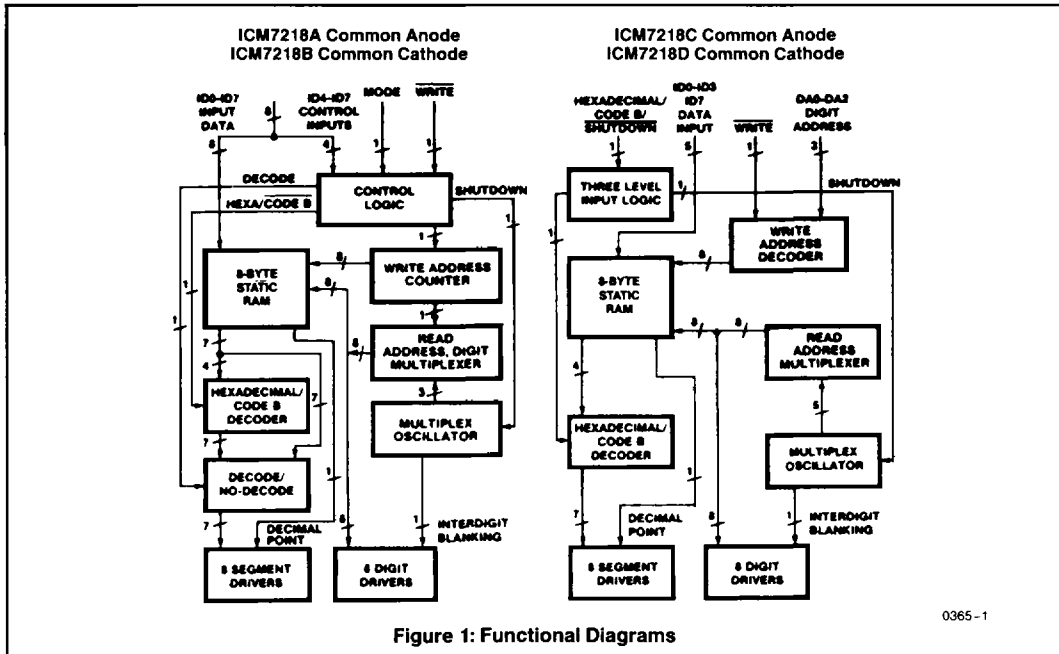 ICM7218A Common Anode
ICM7218B Common Cathode
ID0-ID7
INPUT
DATA
8
ID4-ID7
CONTROL
INPUTS
MODE
WRITE
8
4
1
1
DECODE
HEXA/CODE B
CONTROL
LOGIC
SHUTDOWN
1
1
8-BYTE
STATIC
RAM
8
WRITE ADDRESS
COUNTER
8
1
1
1
READ
ADDRESS, DIGIT
MULTIPLEXER
8
7
4
3
HEXADECIMAL/
CODE B
DECODER
7
MULTIPLEX
OSCILLATOR
7
DECODE/
NO-DECODE
1
7
DECIMAL
POINT
8
1
INTERDIGIT
BLANKING
8 SEGMENT
DRIVERS
8 DIGIT
DRIVERS
ICM7218C Common Anode
ICM7218D Common Cathode
HEXADECIMAL/
CODE B/
SHUTDOWN
ID0-ID3
ID7
DATA
INPUT
WRITE
DA0-DA2
DIGIT
ADDRESS
1
5
1
3
THREE LEVEL
INPUT LOGIC
1
SHUTDOWN
1
WRITE
ADDRESS
DECODER
1
8
8-BYTE
STATIC
RAM
8
8
READ
ADDRESS
MULTIPLEXER
4
HEXADECIMAL/
CODE B
DECODER
MULTIPLEX
OSCILLATOR
1
7
DECIMAL
POINT
8
1
INTERDIGIT
BLANKING
8 SEGMENT
DRIVERS
8 DIGIT
DRIVERS
0365-1
Figure 1: Functional Diagrams